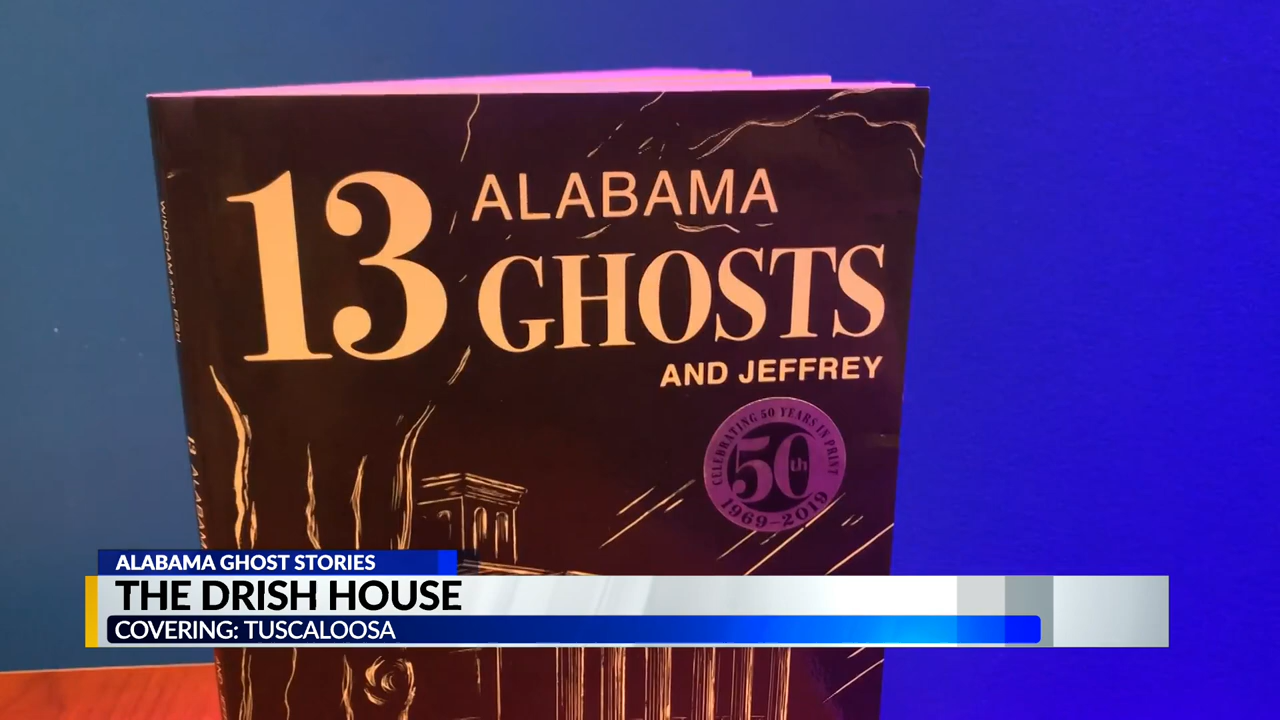 13 ALABAMA
GHOSTS
AND JEFFREY
CELEBRATING 50 YEARS IN PRINT
50th
1969-2019
WINDHAM AND FIGH
13 ALABAMA
ALABAMA GHOST STORIES
THE DRISH HOUSE
COVERING: TUSCALOOSA